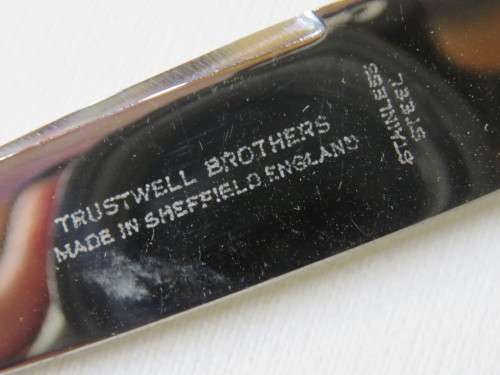 TRUSTWELL BROTHERS
MADE IN SHEFFIELD, ENGLAND
STAINLESS
STEEL